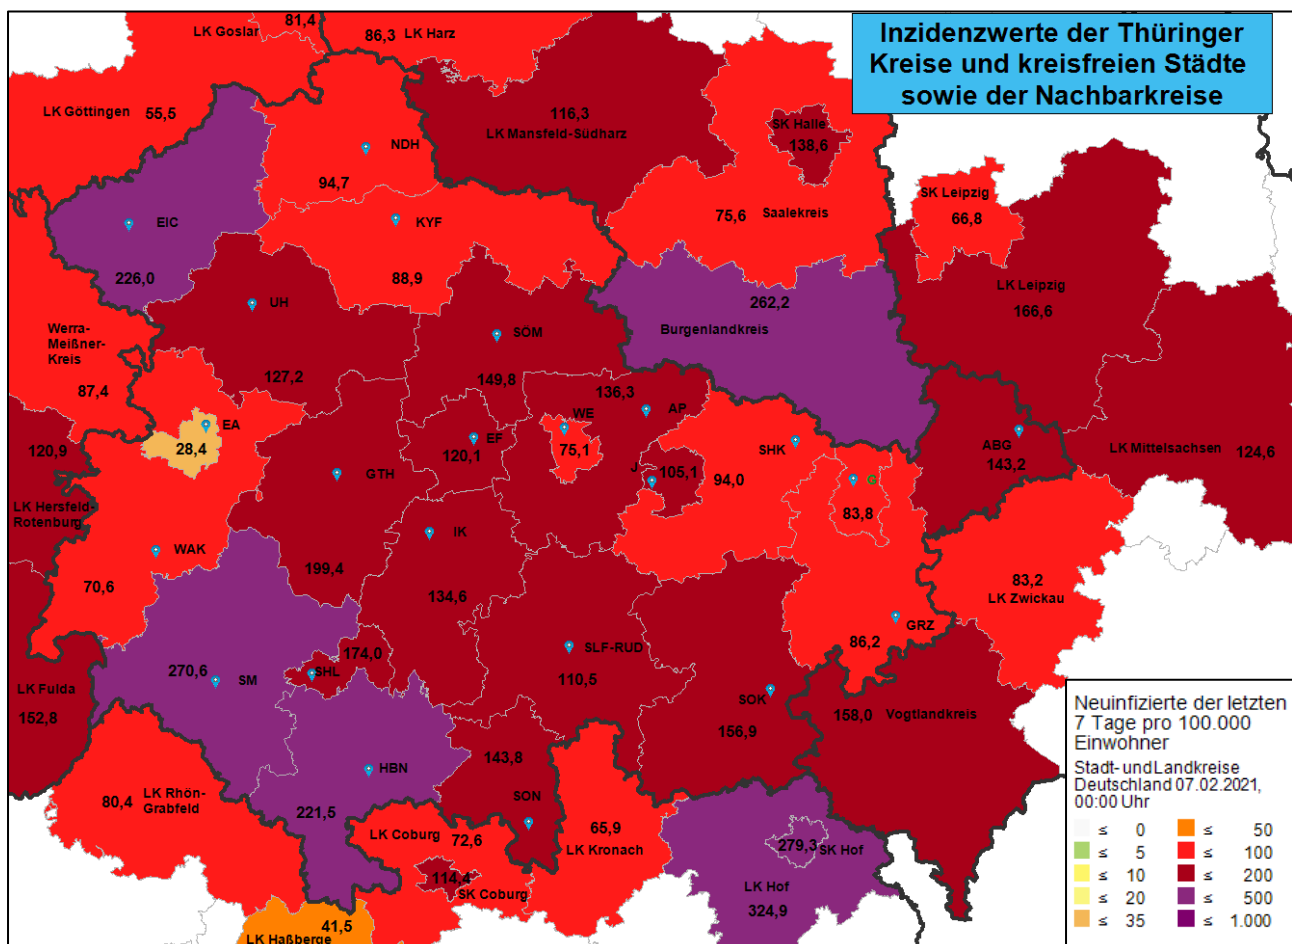 Inzidenzwerte der Thüringer
Kreise und kreisfreien Städte
sowie der Nachbarkreise
81,4
LK Goslar
LK Harz
86,3
LK Göttingen
55,5
116,3
LK Mansfeld-Südharz
SK Halle
138,6
NDH
94,7
SK Leipzig
66,8
75,6
Saalekreis
EIC
226,0
KYF
88,9
LK Leipzig
166,6
262,2
Burgenlandkreis
UH
127,2
SOM
149,8
Werra-
Meißner-
Kreis
87,4
136,3
AP
WE
75,1
EA
28,4
EF
120,1
120,9
LK Hersfeld-
Rotenburg
GTH
199,4
J
105,1
SHK
94,0
G
83,8
ABG
143,2
LK Mittelsachsen
124,6
IK
134,6
WAK
70,6
83,2
LK Zwickau
GRZ
86,2
174,0
SHL
SLF-RUD
110,5
270,6
SM
LK Fulda
152,8
SOK
156,9
158,0
Vogtlandkreis
143,8
SON
HBN
221,5
LK Rhön-
Grabfeld
80,4
LK Coburg
72,6
114,4
SK Coburg
65,9
LK Kronach
279,3
SK Hof
LK Hof
324,9
41,5
LK Haßberge
Neuinfizierte der letzten
7 Tage pro 100.000
Einwohner
Stadt- und Landkreise
Deutschland 07.02.2021,
00:00 Uhr
≤ 0 ≤ 50
≤ 5 ≤ 100
≤ 10 ≤ 200
≤ 20 ≤ 500
≤ 35 ≤ 1.000